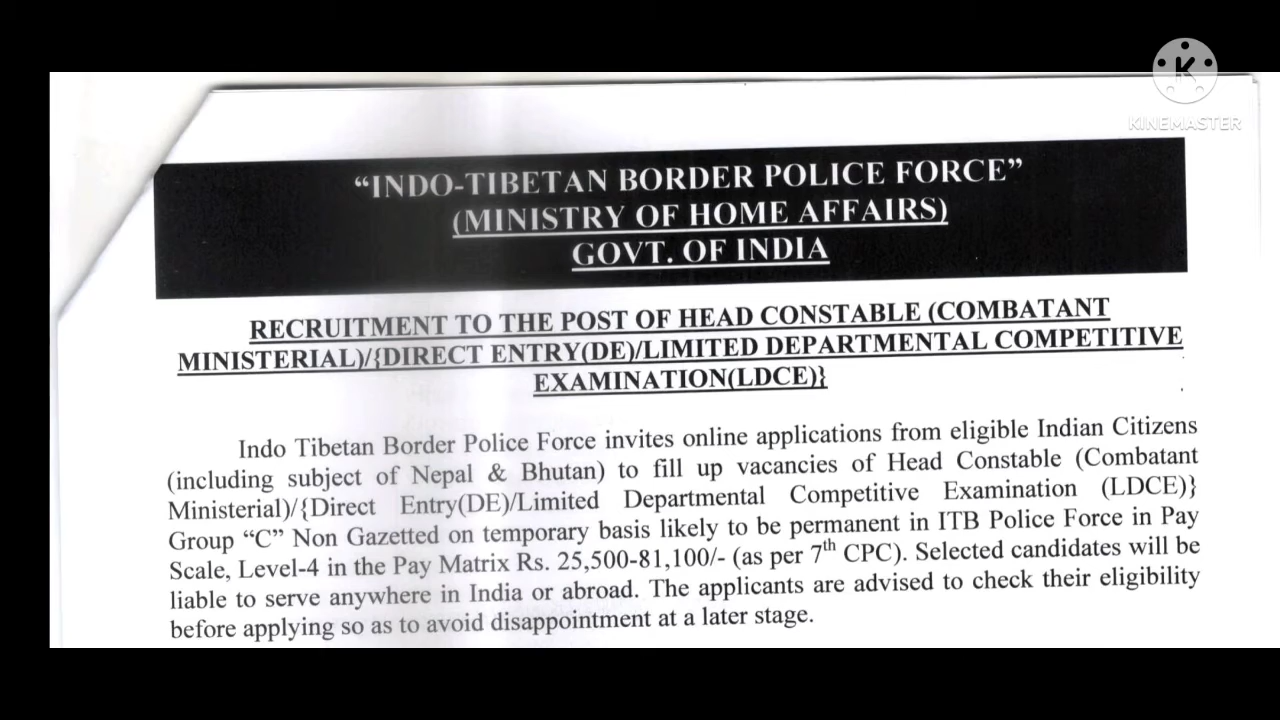 K
KINEMASTER
“INDO-TIBETAN BORDER POLICE FORCE”
(MINISTRY OF HOME AFFAIRS)
GOVT. OF INDIA
RECRUITMENT TO THE POST OF HEAD CONSTABLE (COMBATANT
MINISTERIAL)/{DIRECT ENTRY(DE)/LIMITED DEPARTMENTAL COMPETITIVE
EXAMINATION(LDCE)}
Indo Tibetan Border Police Force invites online applications from eligible Indian Citizens
(including subject of Nepal & Bhutan) to fill up vacancies of Head Constable (Combatant
Ministerial)/{Direct Entry(DE)/Limited Departmental Competitive Examination (LDCE)}
Group “C” Non Gazetted on temporary basis likely to be permanent in ITB Police Force in Pay
Scale, Level-4 in the Pay Matrix Rs. 25,500-81,100/- (as per 7th CPC). Selected candidates will be
liable to serve anywhere in India or abroad. The applicants are advised to check their eligibility
before applying so as to avoid disappointment at a later stage.